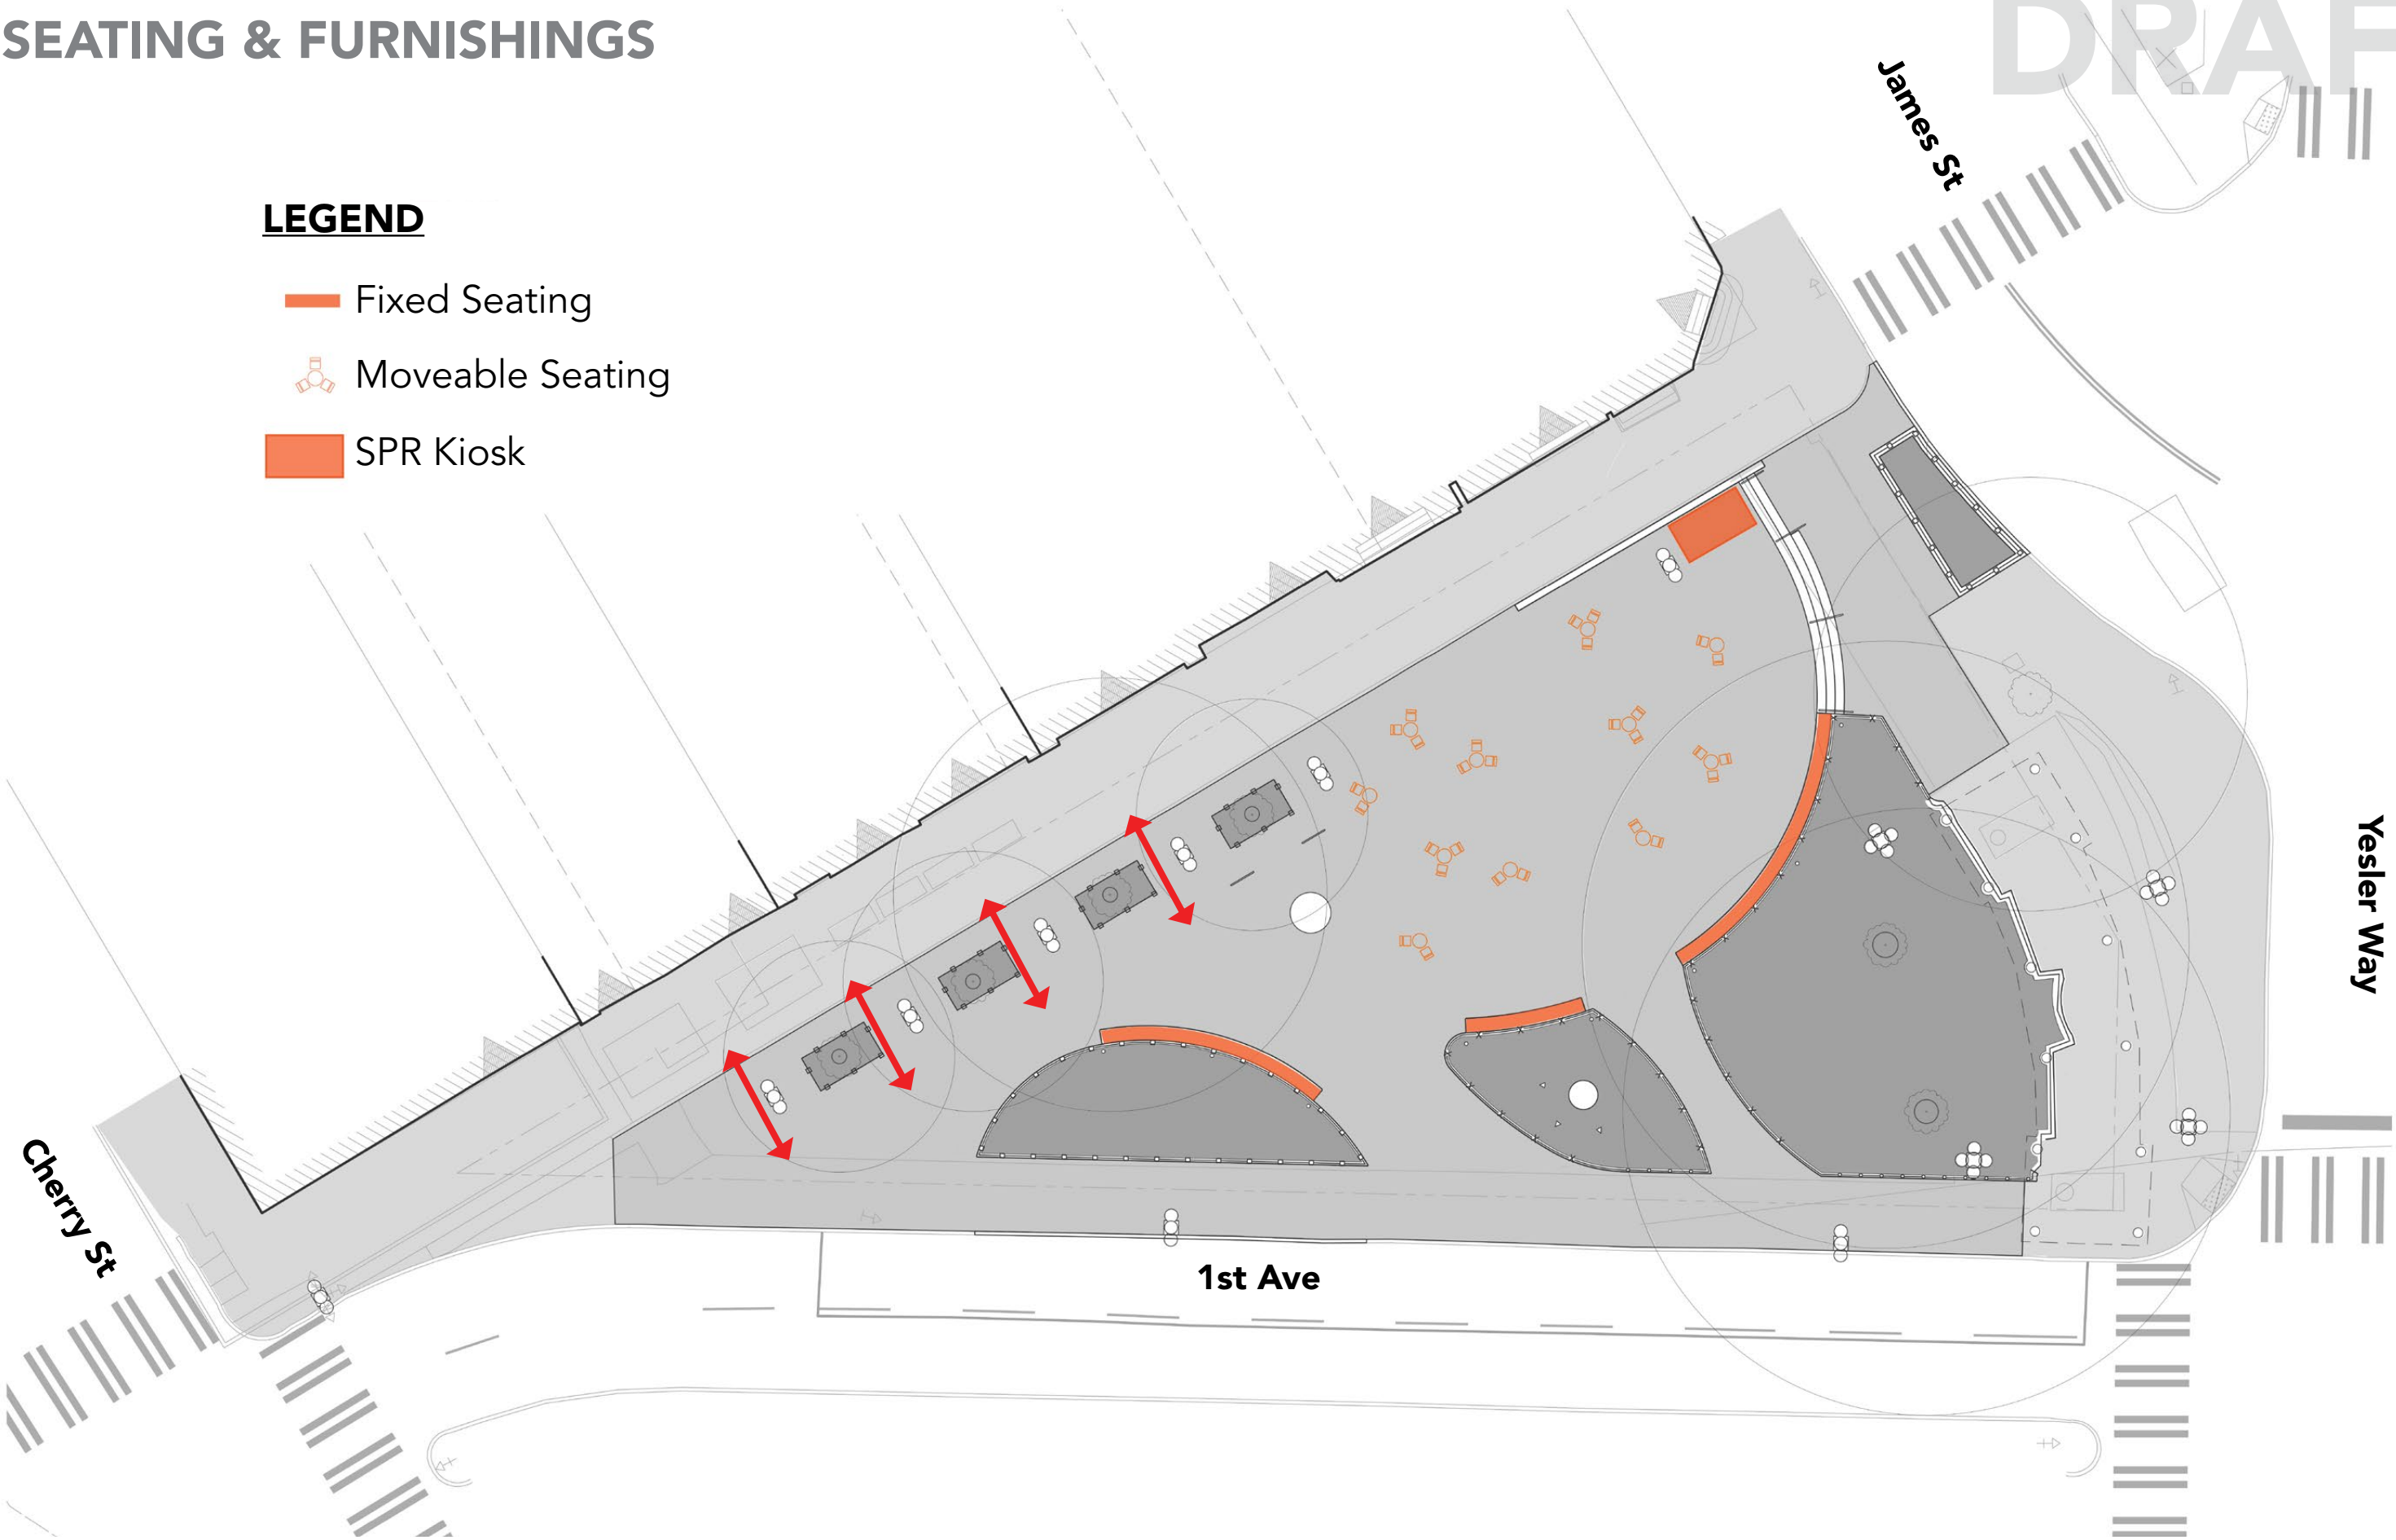 SEATING & FURNISHINGS
DRAF
James St
LEGEND
Fixed Seating
Moveable Seating
SPR Kiosk
Yesler Way
Cherry St
1st Ave